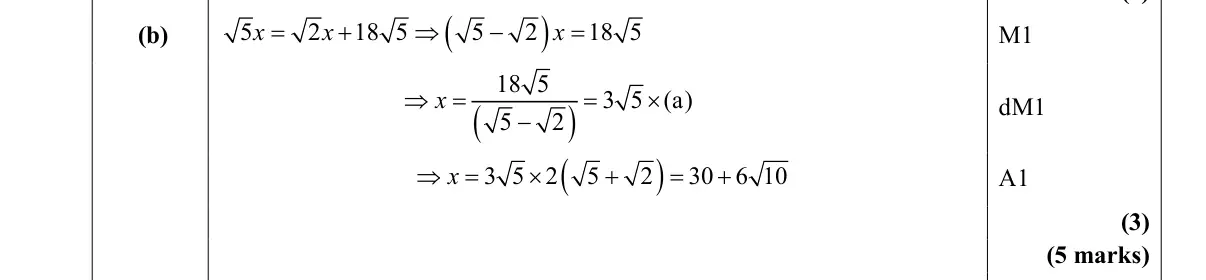 (b) √5x = √2x + 18√5 ⇒ (√5 − √2)x = 18√5 M1
⇒ x = 18√5 / (√5 − √2) = 3√5 × (a) dM1
⇒ x = 3√5 × 2(√5 + √2) = 30 + 6√10 A1
(3)
(5 marks)